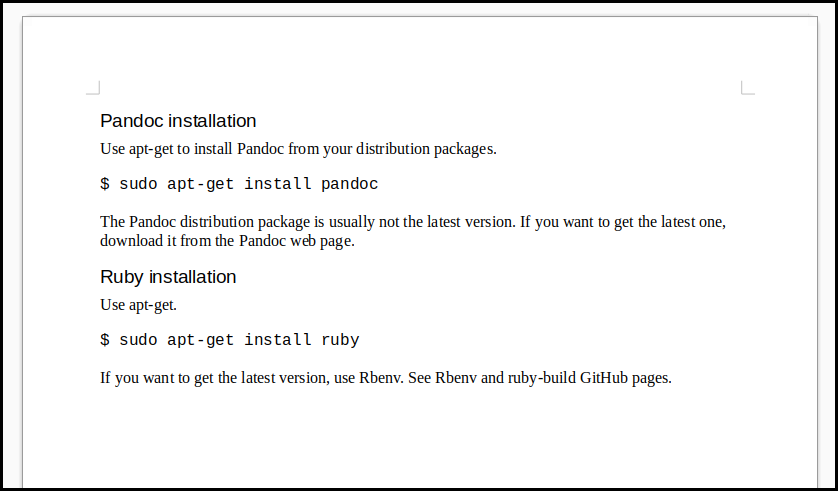 Pandoc installation
Use apt-get to install Pandoc from your distribution packages.
$ sudo apt-get install pandoc
The Pandoc distribution package is usually not the latest version. If you want to get the latest one,
download it from the Pandoc web page.
Ruby installation
Use apt-get.
$ sudo apt-get install ruby
If you want to get the latest version, use Rbenv. See Rbenv and ruby-build GitHub pages.